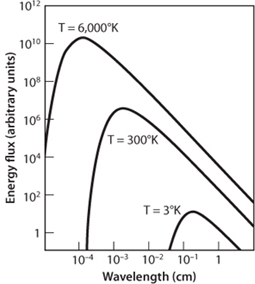 10¹²
10¹⁰
10⁸
10⁶
10⁴
10²
1
Energy flux (arbitrary units)
T = 6,000°K
T = 300°K
T = 3°K
10⁻⁴ 10⁻³ 10⁻² 10⁻¹ 1
Wavelength (cm)